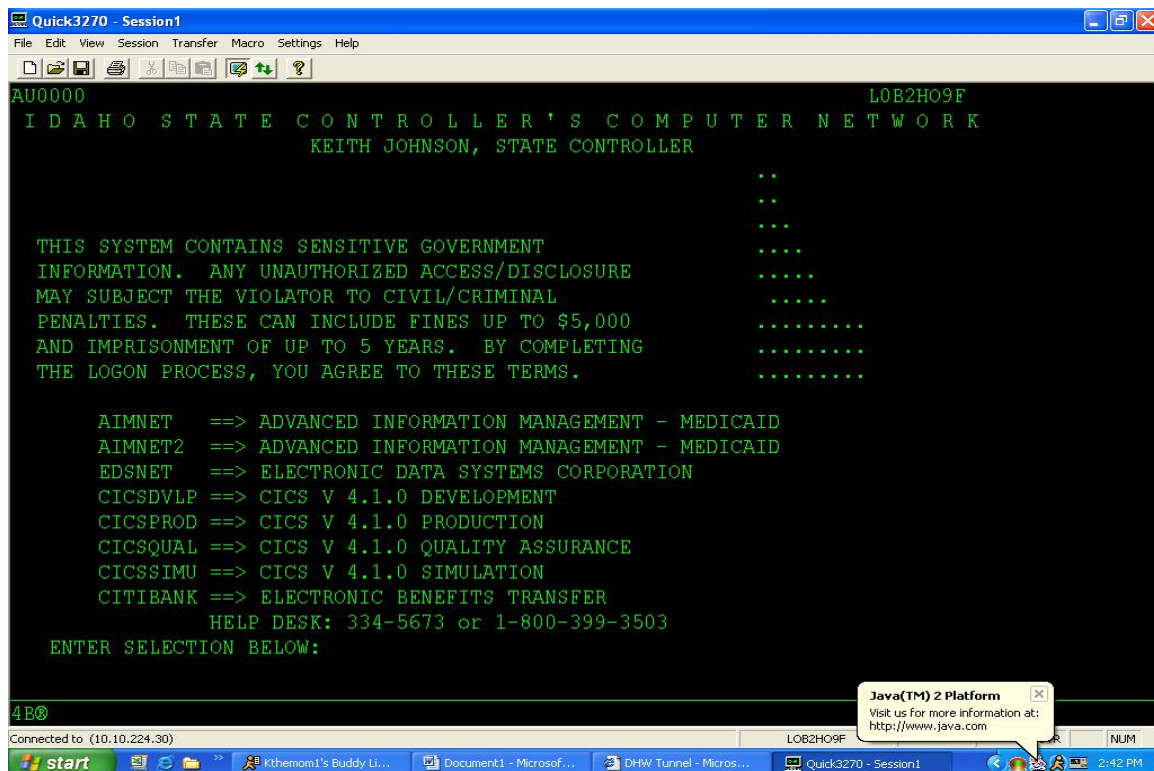 Quick3270 - Session1
File Edit View Session Transfer Macro Settings Help
AU0000 L0B2HO9F
I D A H O S T A T E C O N T R O L L E R ' S C O M P U T E R N E T W O R K
KEITH JOHNSON, STATE CONTROLLER
..
..
...
THIS SYSTEM CONTAINS SENSITIVE GOVERNMENT ....
INFORMATION. ANY UNAUTHORIZED ACCESS/DISCLOSURE .....
MAY SUBJECT THE VIOLATOR TO CIVIL/CRIMINAL .....
PENALTIES. THESE CAN INCLUDE FINES UP TO $5,000 .........
AND IMPRISONMENT OF UP TO 5 YEARS. BY COMPLETING .........
THE LOGON PROCESS, YOU AGREE TO THESE TERMS. .........
AIMNET ==> ADVANCED INFORMATION MANAGEMENT - MEDICAID
AIMNET2 ==> ADVANCED INFORMATION MANAGEMENT - MEDICAID
EDSNET ==> ELECTRONIC DATA SYSTEMS CORPORATION
CICSDVLP ==> CICS V 4.1.0 DEVELOPMENT
CICSPROD ==> CICS V 4.1.0 PRODUCTION
CICSQUAL ==> CICS V 4.1.0 QUALITY ASSURANCE
CICSSIMU ==> CICS V 4.1.0 SIMULATION
CITIBANK ==> ELECTRONIC BENEFITS TRANSFER
HELP DESK: 334-5673 or 1-800-399-3503
ENTER SELECTION BELOW:
Java(TM) 2 Platform
Visit us for more information at:
http://www.java.com
4B
Connected to (10.10.224.30) L0B2HO9F R NUM
start Kthemom1's Buddy Li... Document1 - Microsof... DHW Tunnel - Micros... Quick3270 - Session1 2:42 PM